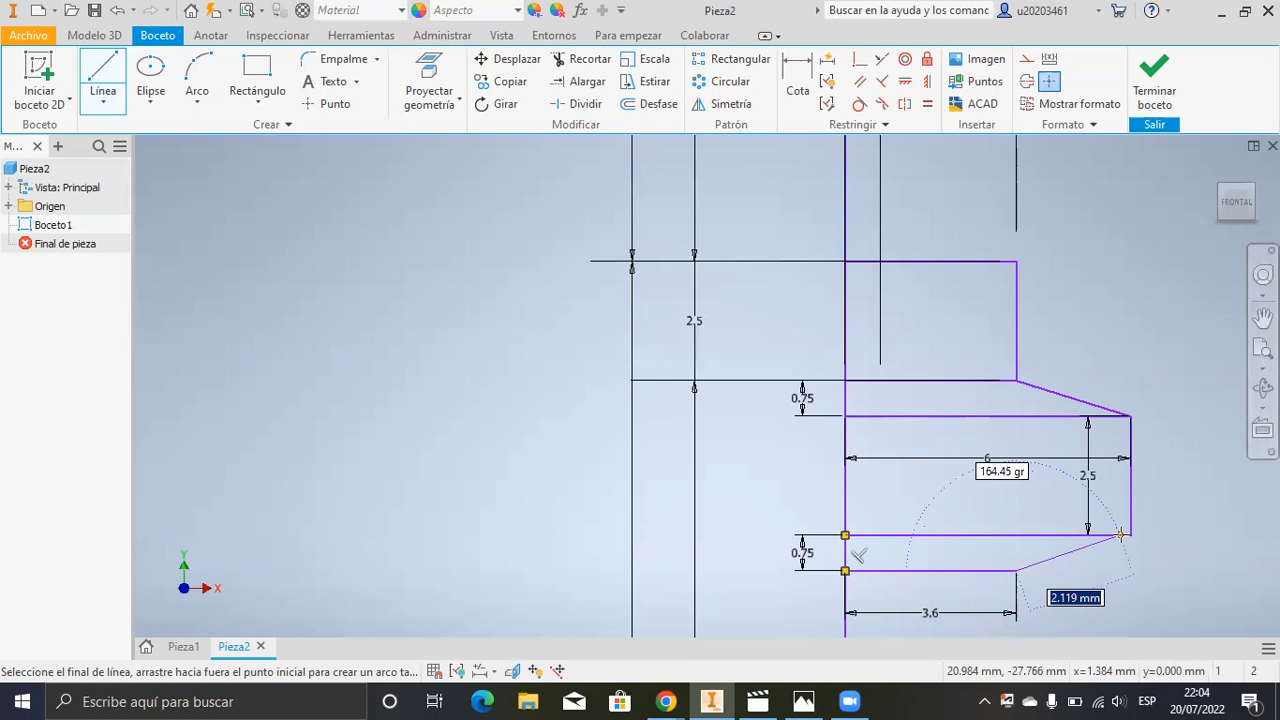 Material
Aspecto
fx
Pieza2
Buscar en la ayuda y los comanc
u20203461
Archivo
Modelo 3D
Boceto
Anotar
Inspeccionar
Herramientas
Administrar
Vista
Entornos
Para empezar
Colaborar
Iniciar
boceto 2D
Línea
Elipse
Arco
Rectángulo
Empalme
Texto
Punto
Proyectar
geometría
Desplazar
Copiar
Girar
Recortar
Alargar
Dividir
Escala
Estirar
Desfase
Rectangular
Circular
Simetría
Cota
Imagen
Puntos
ACAD
Mostrar formato
Terminar
boceto
Boceto
Crear
Modificar
Patrón
Restringir
Insertar
Formato
Salir
M...
Pieza2
Vista: Principal
Origen
Boceto1
Final de pieza
FRONTAL
2.5
0.75
6
164.45 gr
2.5
0.75
2.119 mm
3.6
Y
X
Pieza1
Pieza2
Seleccione el final de línea, arrastre hacia fuera el punto inicial para crear un arco ta...
20.984 mm, -27.766 mm
x=1.384 mm; y=0.000 mm
1
2
Escribe aquí para buscar
ESP
22:04
20/07/2022